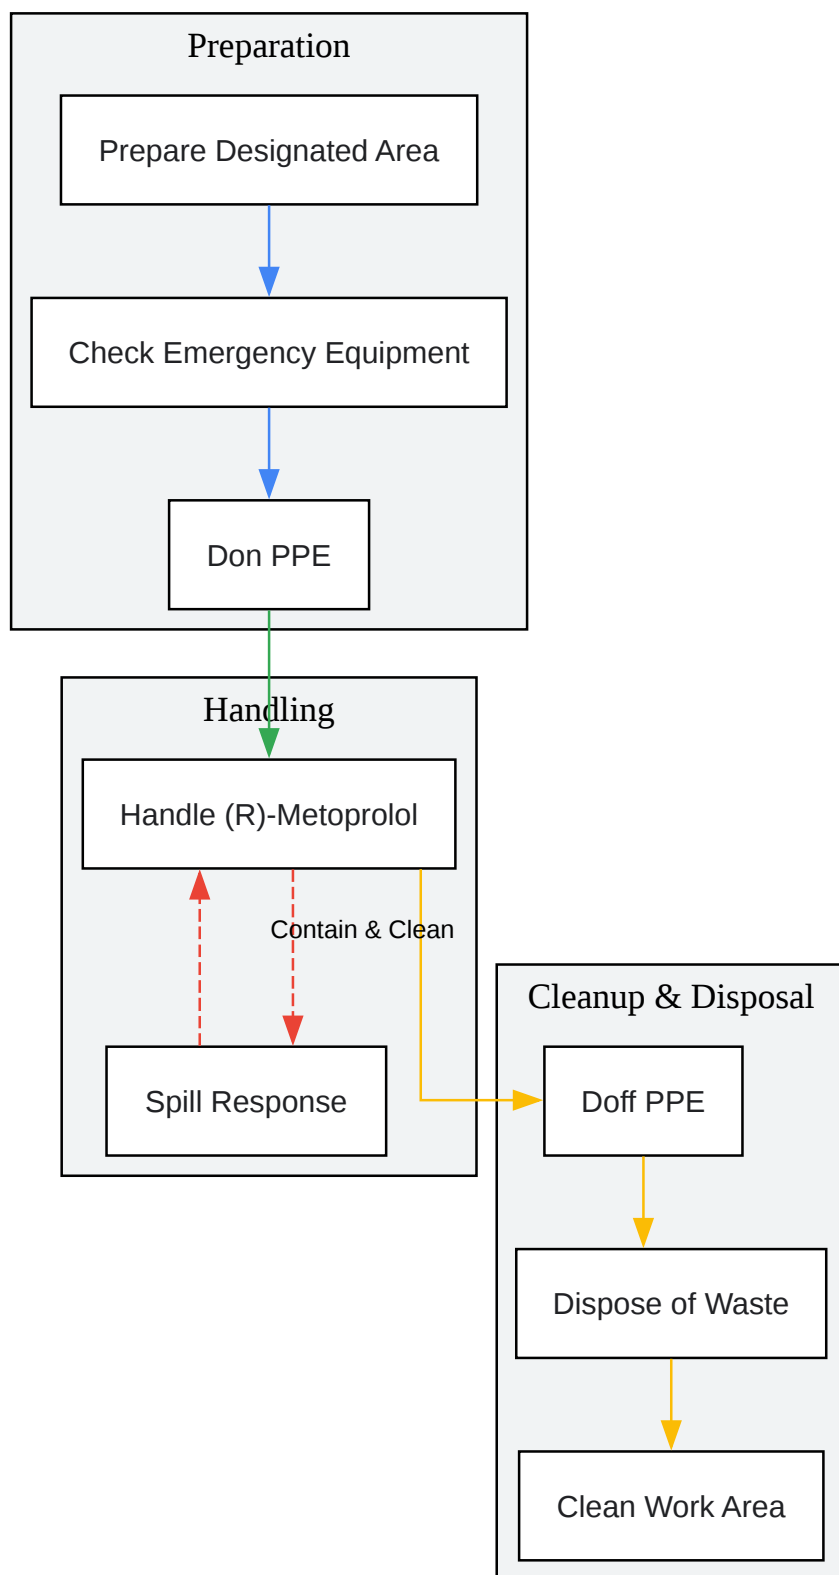 Preparation
Prepare Designated Area
Check Emergency Equipment
Don PPE
Handling
Handle (R)-Metoprolol
Contain & Clean
Spill Response
Cleanup & Disposal
Doff PPE
Dispose of Waste
Clean Work Area